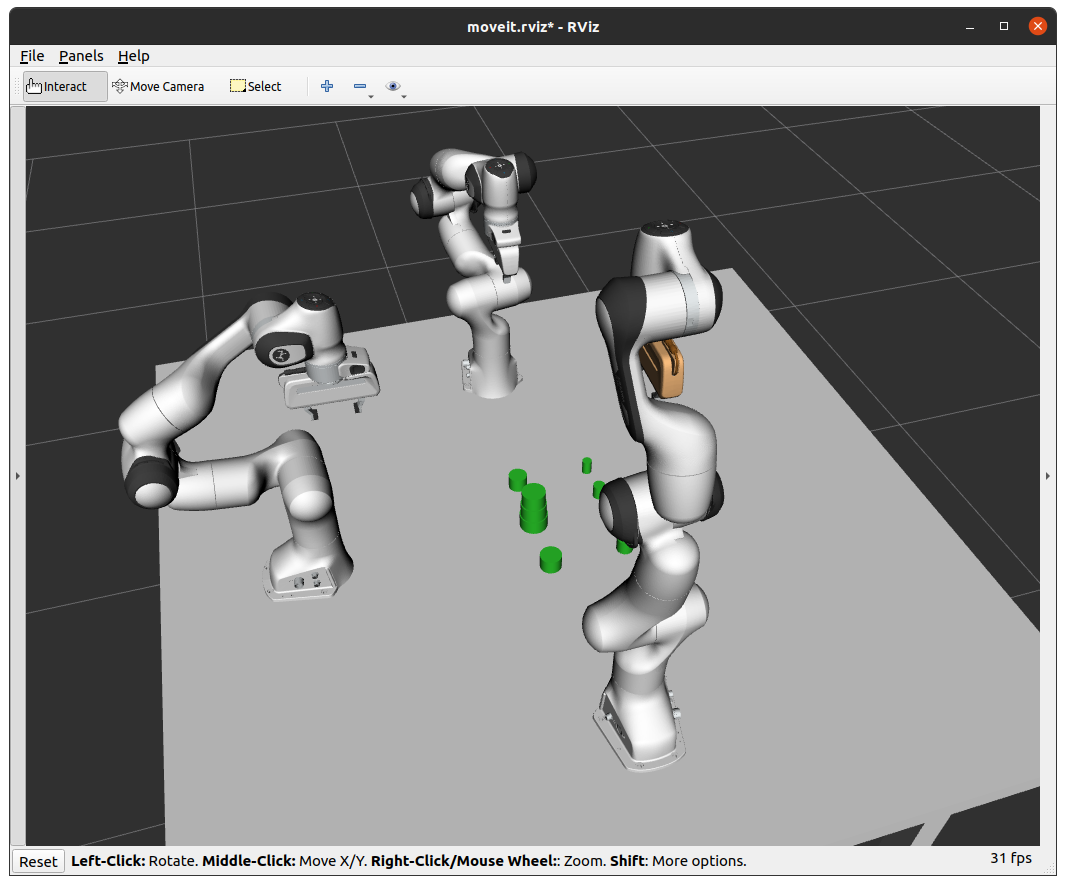 moveit.rviz* - RViz
File Panels Help
Interact Move Camera Select
Reset Left-Click: Rotate. Middle-Click: Move X/Y. Right-Click/Mouse Wheel:: Zoom. Shift: More options. 31 fps